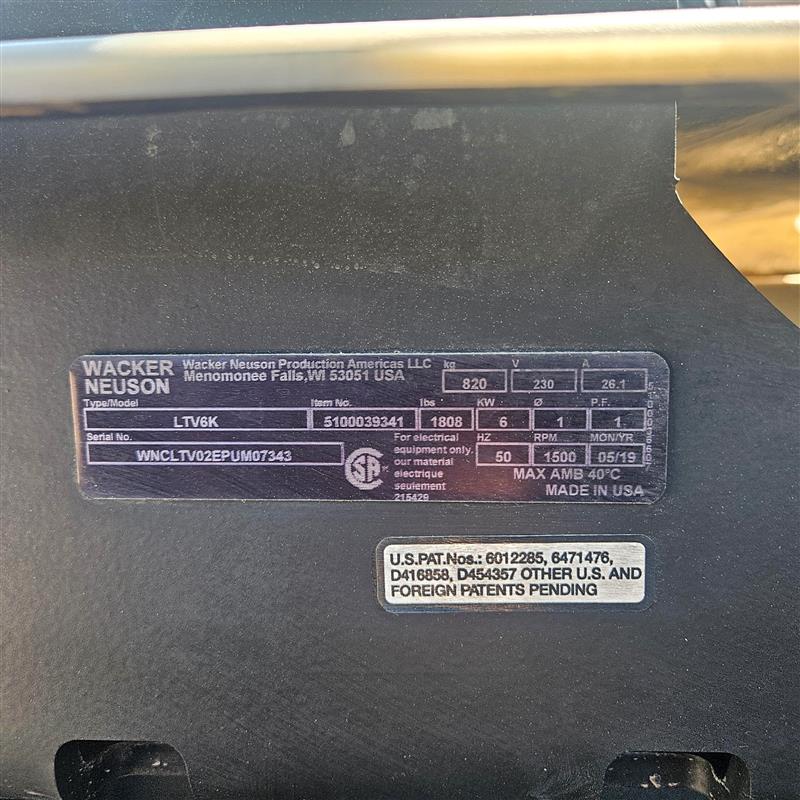 WACKER NEUSON
Wacker Neuson Production Americas LLC
Menomonee Falls,WI 53051 USA
kg V A
820 230 26.1
Type/Model Item No. lbs KW Ø P.F.
LTV6K 5100039341 1808 6 1 1
Serial No. HZ RPM MON/YR
WNCLTV02EPUM07343 50 1500 05/19
SA
For electrical
equipment only.
our material
electrique
seulement
215429
MAX AMB 40°C
MADE IN USA
U.S.PAT.Nos.: 6012285, 6471476,
D416858, D454357 OTHER U.S. AND
FOREIGN PATENTS PENDING